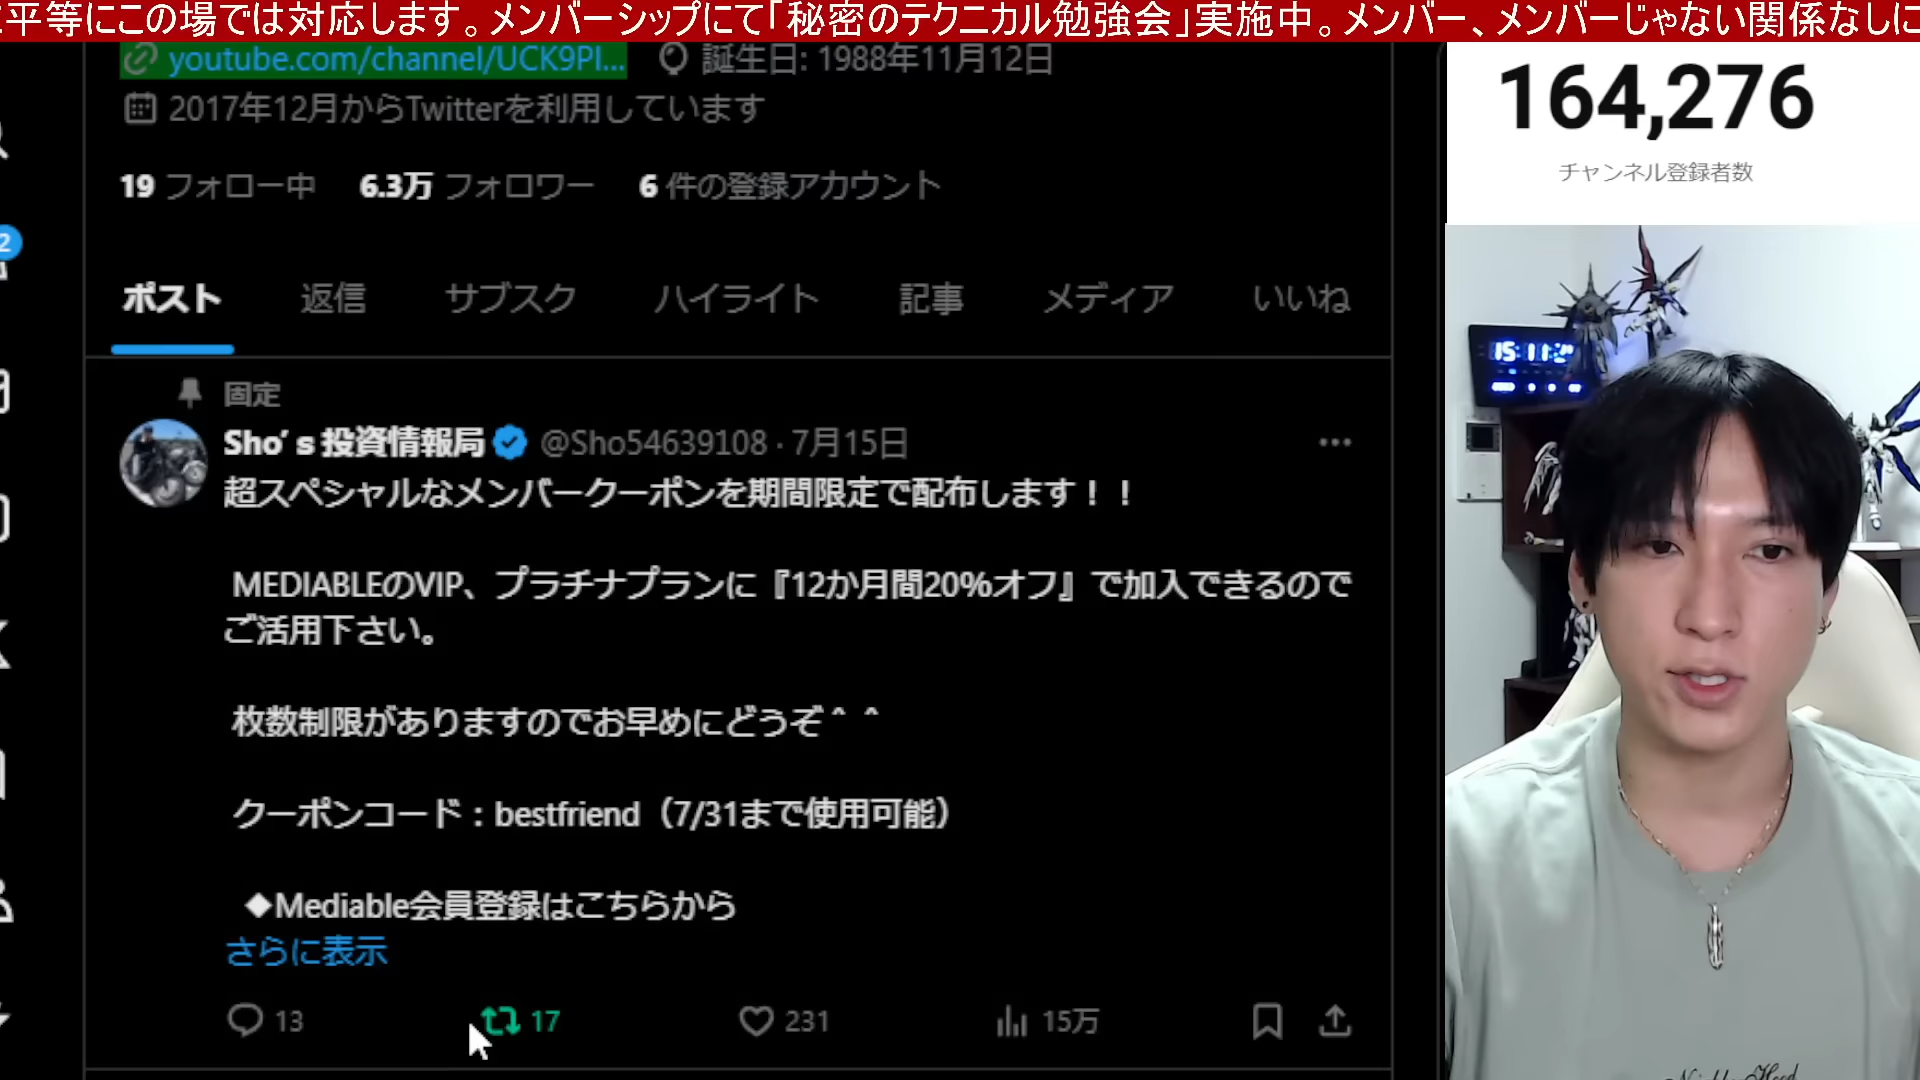 平等にこの場では対応します。メンバーシップにて「秘密のテクニカル勉強会」実施中。メンバー、メンバーじゃない関係なしに
youtube.com/channel/UCK9Pl... 誕生日: 1988年11月12日
2017年12月からTwitterを利用しています
19 フォロー中 6.3万 フォロワー 6 件の登録アカウント
ポスト 返信 サブスク ハイライト 記事 メディア いいね
固定
Sho’s投資情報局 @Sho54639108 · 7月15日
超スペシャルなメンバークーポンを期間限定で配布します！！
MEDIABLEのVIP、プラチナプランに『12か月間20%オフ』で加入できるので
ご活用下さい。
枚数制限がありますのでお早めにどうぞ＾＾
クーポンコード：bestfriend（7/31まで使用可能）
◆Mediable会員登録はこちらから
さらに表示
13 17 231 15万
2
164,276
チャンネル登録者数